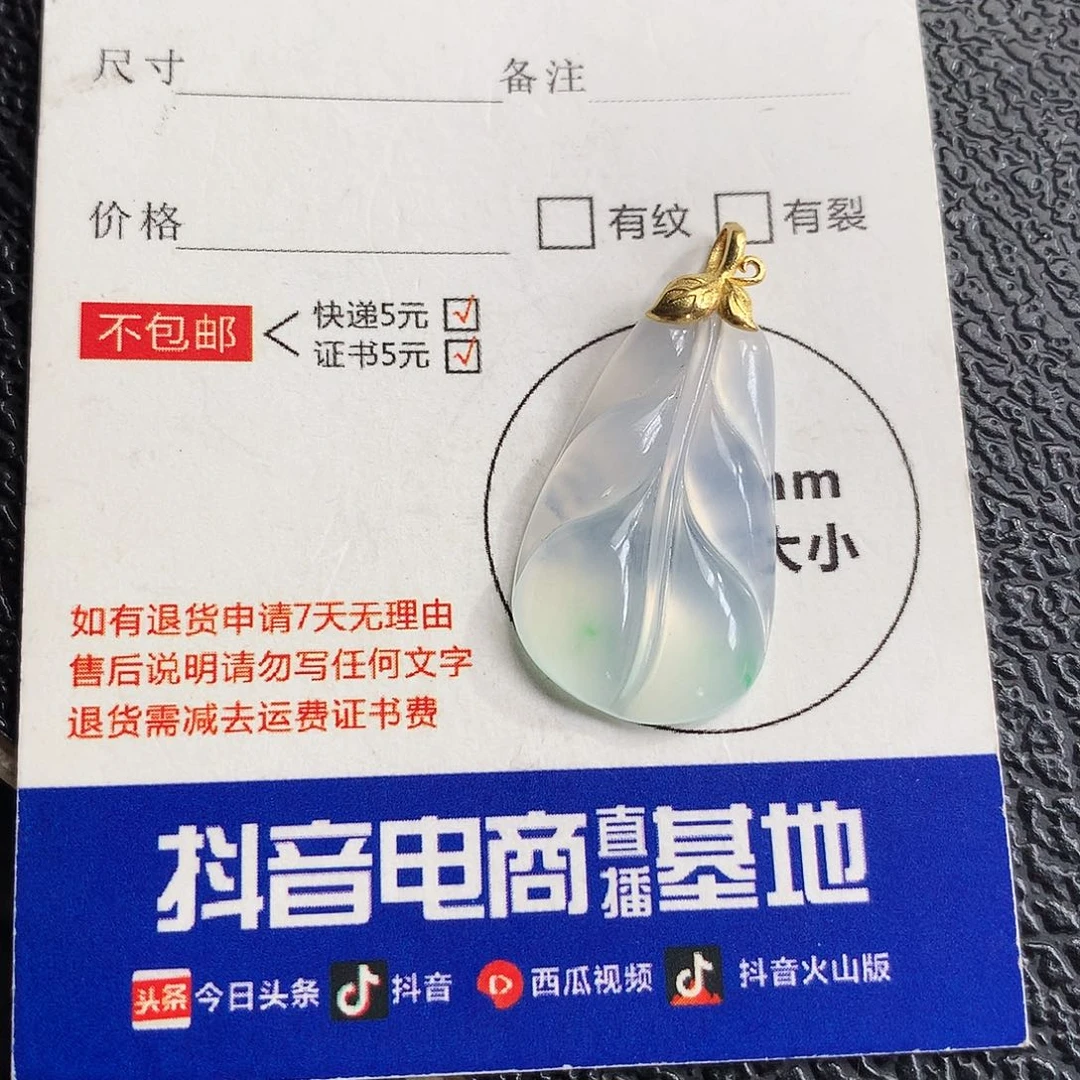 尺寸 备注
价格 有纹 有裂
不包邮 快递5元
证书5元
mm
大小
如有退货申请7天无理由
售后说明请勿写任何文字
退货需减去运费证书费
抖音电商直播基地
头条 今日头条 抖音 西瓜视频 抖音火山版